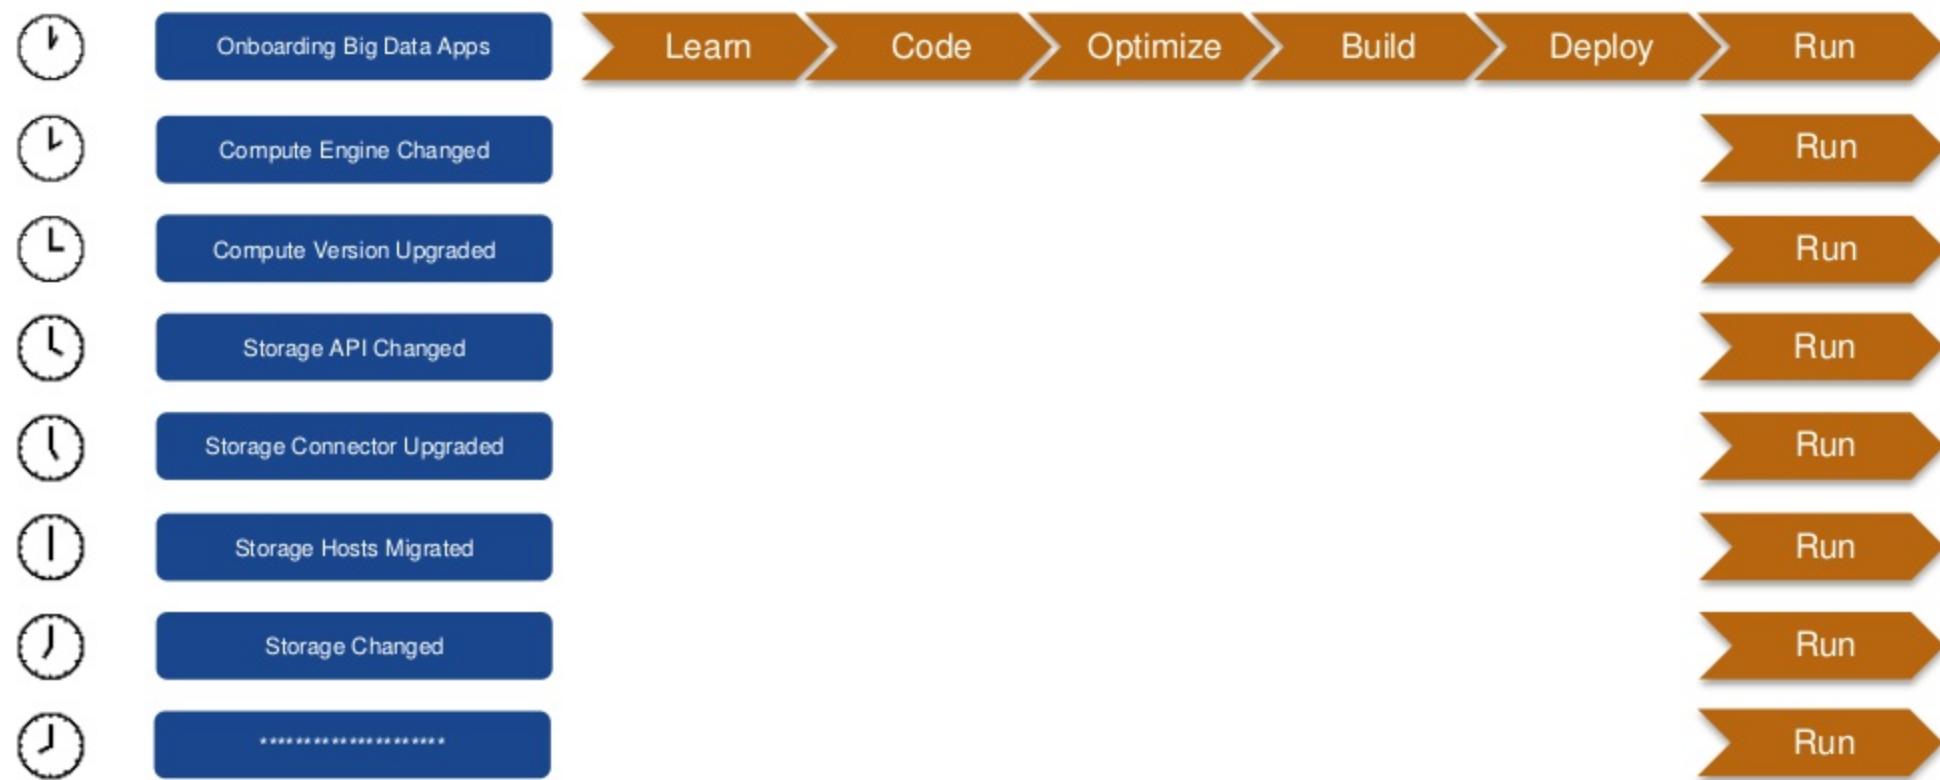 Onboarding Big Data Apps Learn Code Optimize Build Deploy Run
Compute Engine Changed Run
Compute Version Upgraded Run
Storage API Changed Run
Storage Connector Upgraded Run
Storage Hosts Migrated Run
Storage Changed Run
********************* Run